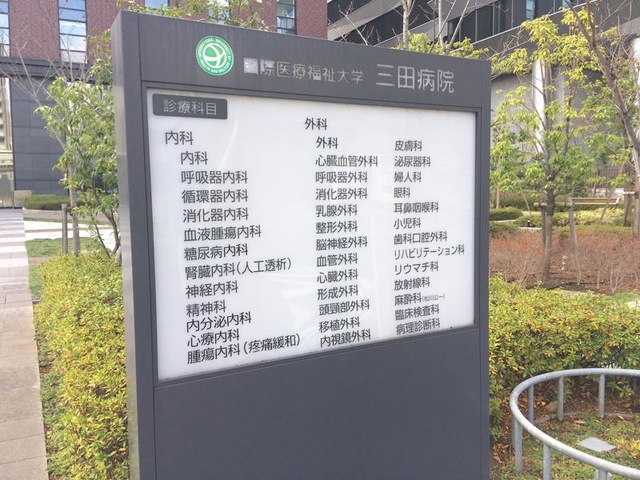 際医療福祉大学 三田病院
診療科目
内科
内科
呼吸器内科
循環器内科
消化器内科
血液腫瘍内科
糖尿病内科
腎臓内科(人工透析)
神経内科
精神科
内分泌内科
心療内科
腫瘍内科(疼痛緩和)
外科
外科
心臓血管外科
呼吸器外科
消化器外科
乳腺外科
整形外科
脳神経外科
血管外科
心臓外科
形成外科
頭頸部外科
移植外科
内視鏡外科
皮膚科
泌尿器科
婦人科
眼科
耳鼻咽喉科
小児科
歯科口腔外科
リハビリテーション科
リウマチ科
放射線科
麻酔科
臨床検査科
病理診断科